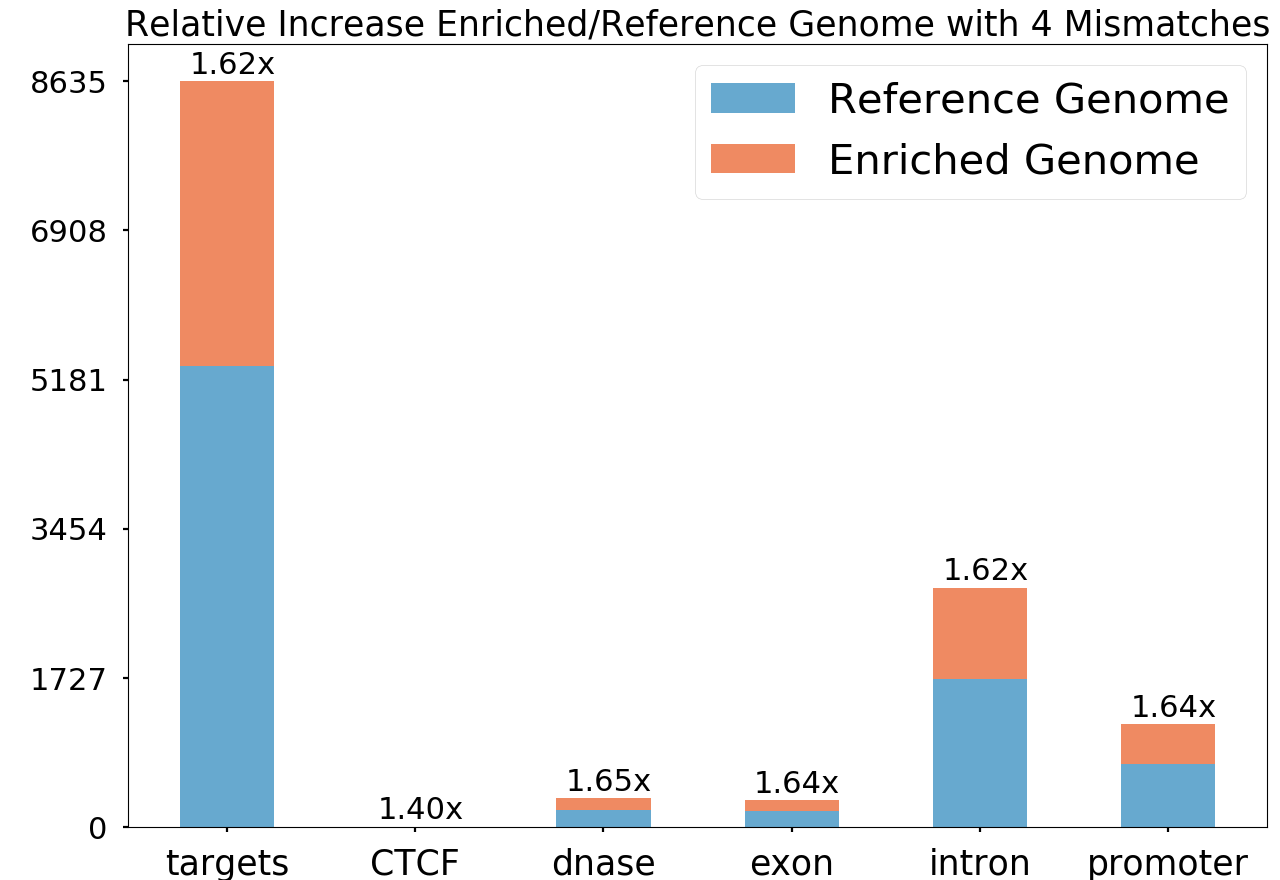 Relative Increase Enriched/Reference Genome with 4 Mismatches
1.62x
8635
Reference Genome
Enriched Genome
6908
5181
3454
1.62x
1727
1.64x
1.65x
1.64x
1.40x
0
targets CTCF dnase exon intron promoter